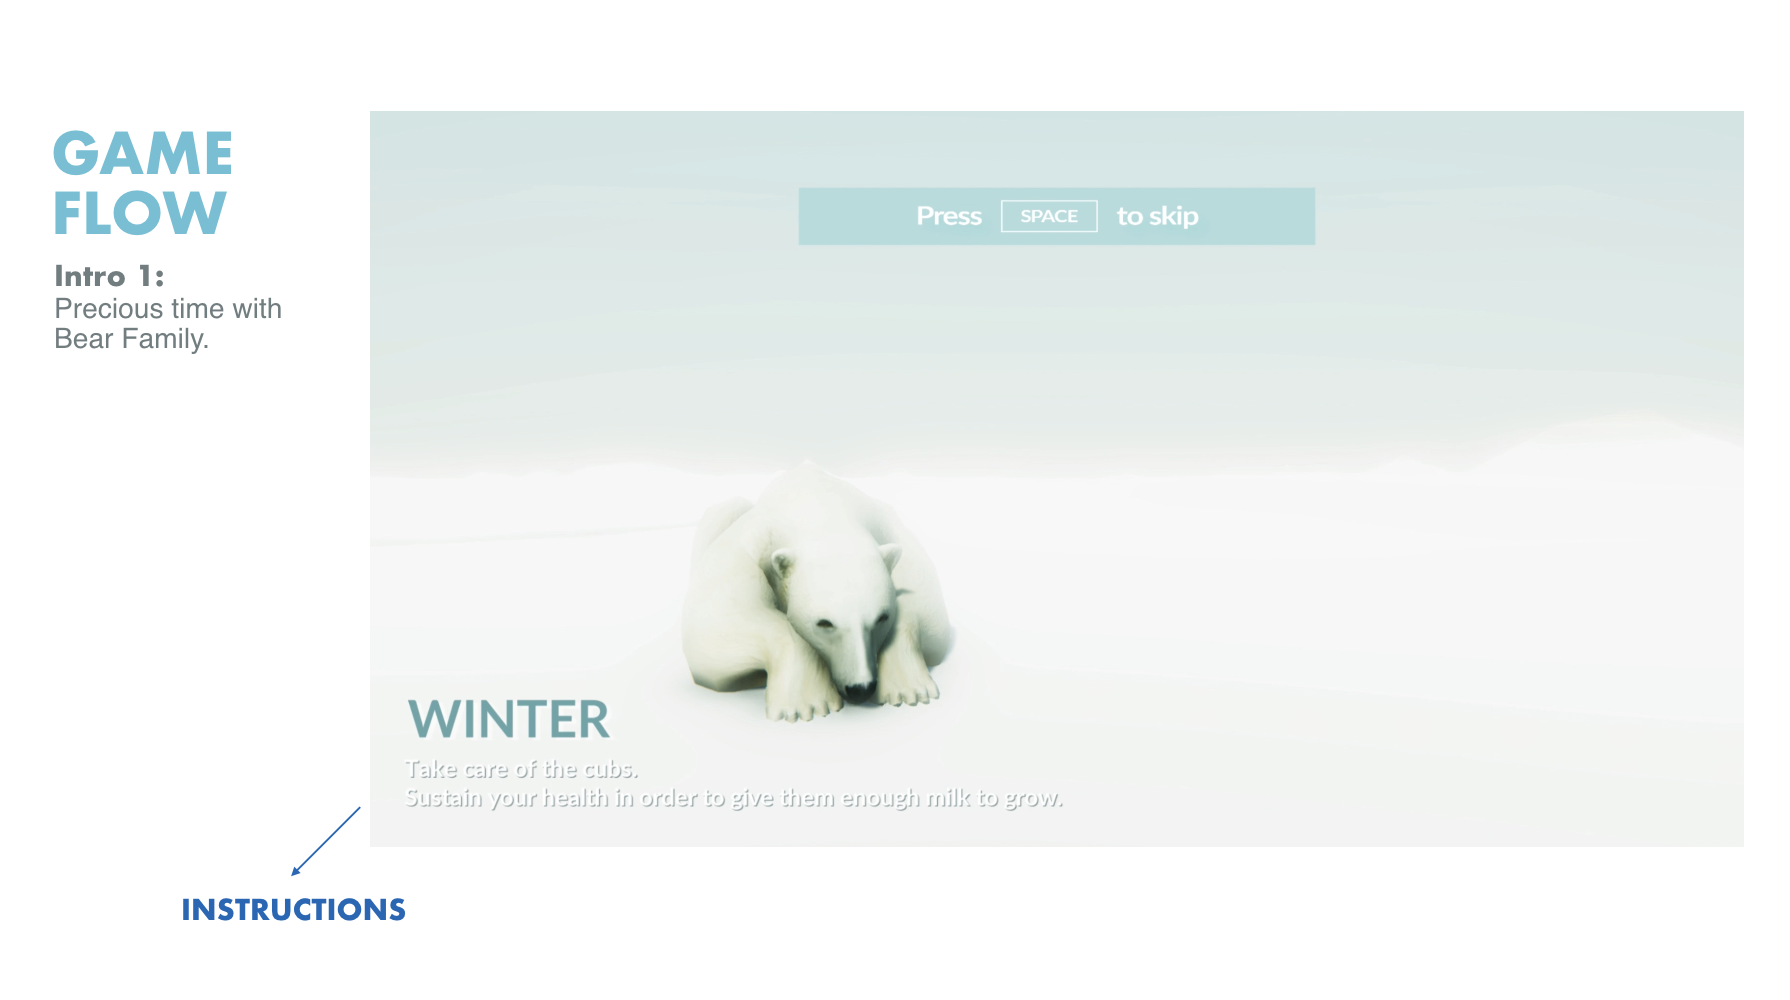 GAME
FLOW
Intro 1:
Precious time with
Bear Family.
Press SPACE to skip
WINTER
Take care of the cubs.
Sustain your health in order to give them enough milk to grow.
INSTRUCTIONS